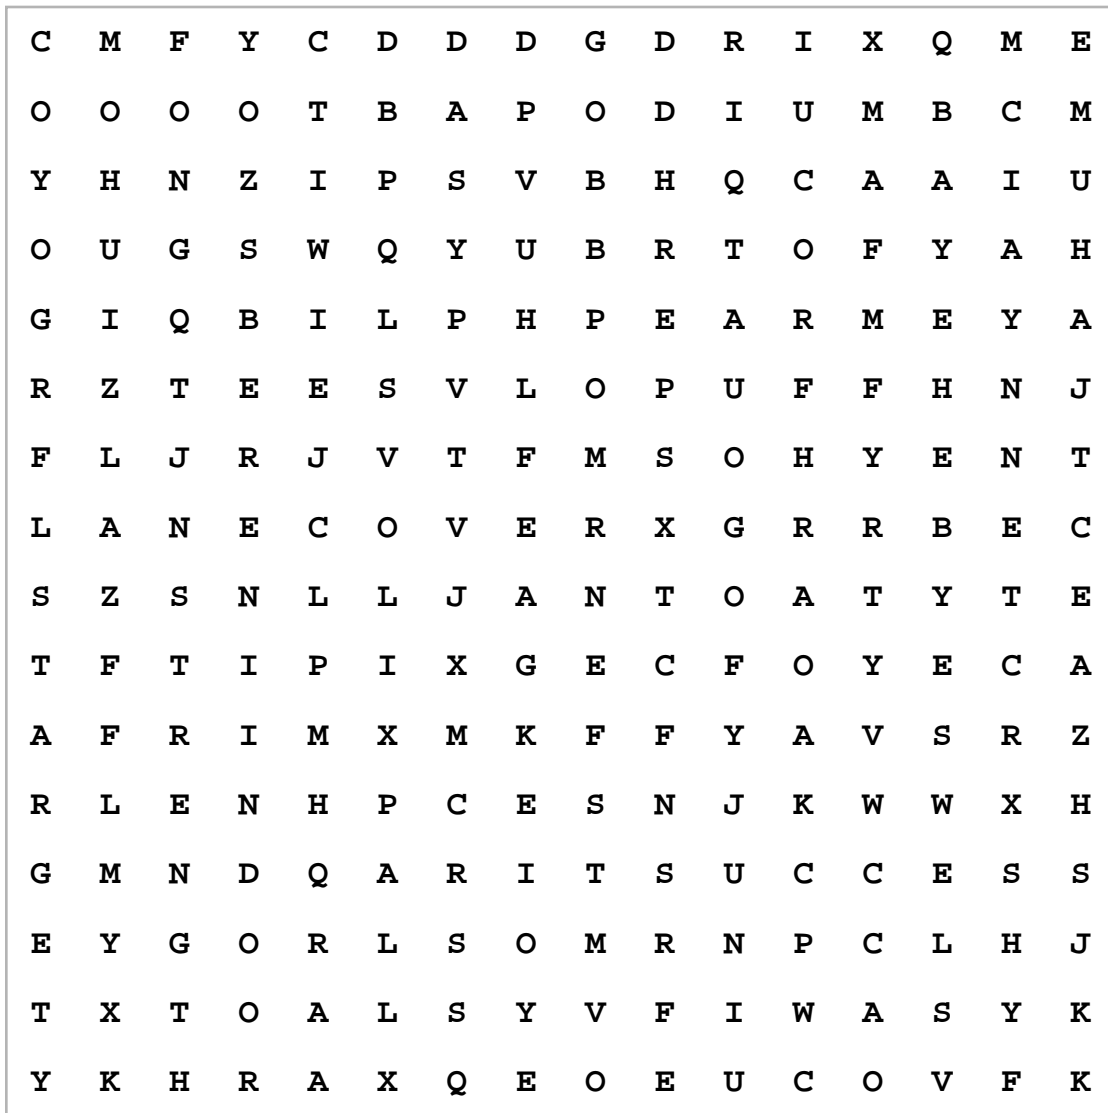 C M F Y C D D D G D R I X Q M E
O O O O T B A P O D I U M B C M
Y H N Z I P S V B H Q C A A I U
O U G S W Q Y U B R T O F Y A H
G I Q B I L P H P E A R M E Y A
R Z T E E S V L O P U F F H N J
F L J R J V T F M S O H Y E N T
L A N E C O V E R X G R R B E C
S Z S N L L J A N T O A T Y T E
T F T I P I X G E C F O Y E C A
A F R I M X M K F F Y A V S R Z
R L E N H P C E S N J K W W X H
G M N D Q A R I T S U C C E S S
E Y G O R L S O M R N P C L H J
T X T O A L S Y V F I W A S Y K
Y K H R A X Q E O E U C O V F K